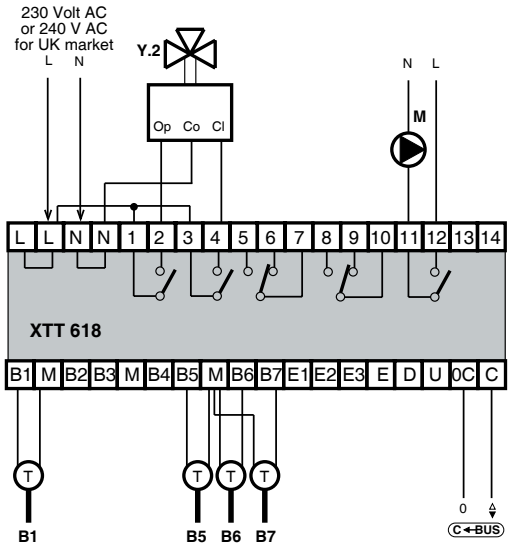 230 Volt AC
or 240 V AC
for UK market
L N
Y.2
Op Co Cl
N L
M
L L N N 1 2 3 4 5 6 7 8 9 10 11 12 13 14
XTT 618
B1 M B2 B3 M B4 B5 M B6 B7 E1 E2 E3 E D U 0C C
T T T T
0
C BUS
B1 B5 B6 B7